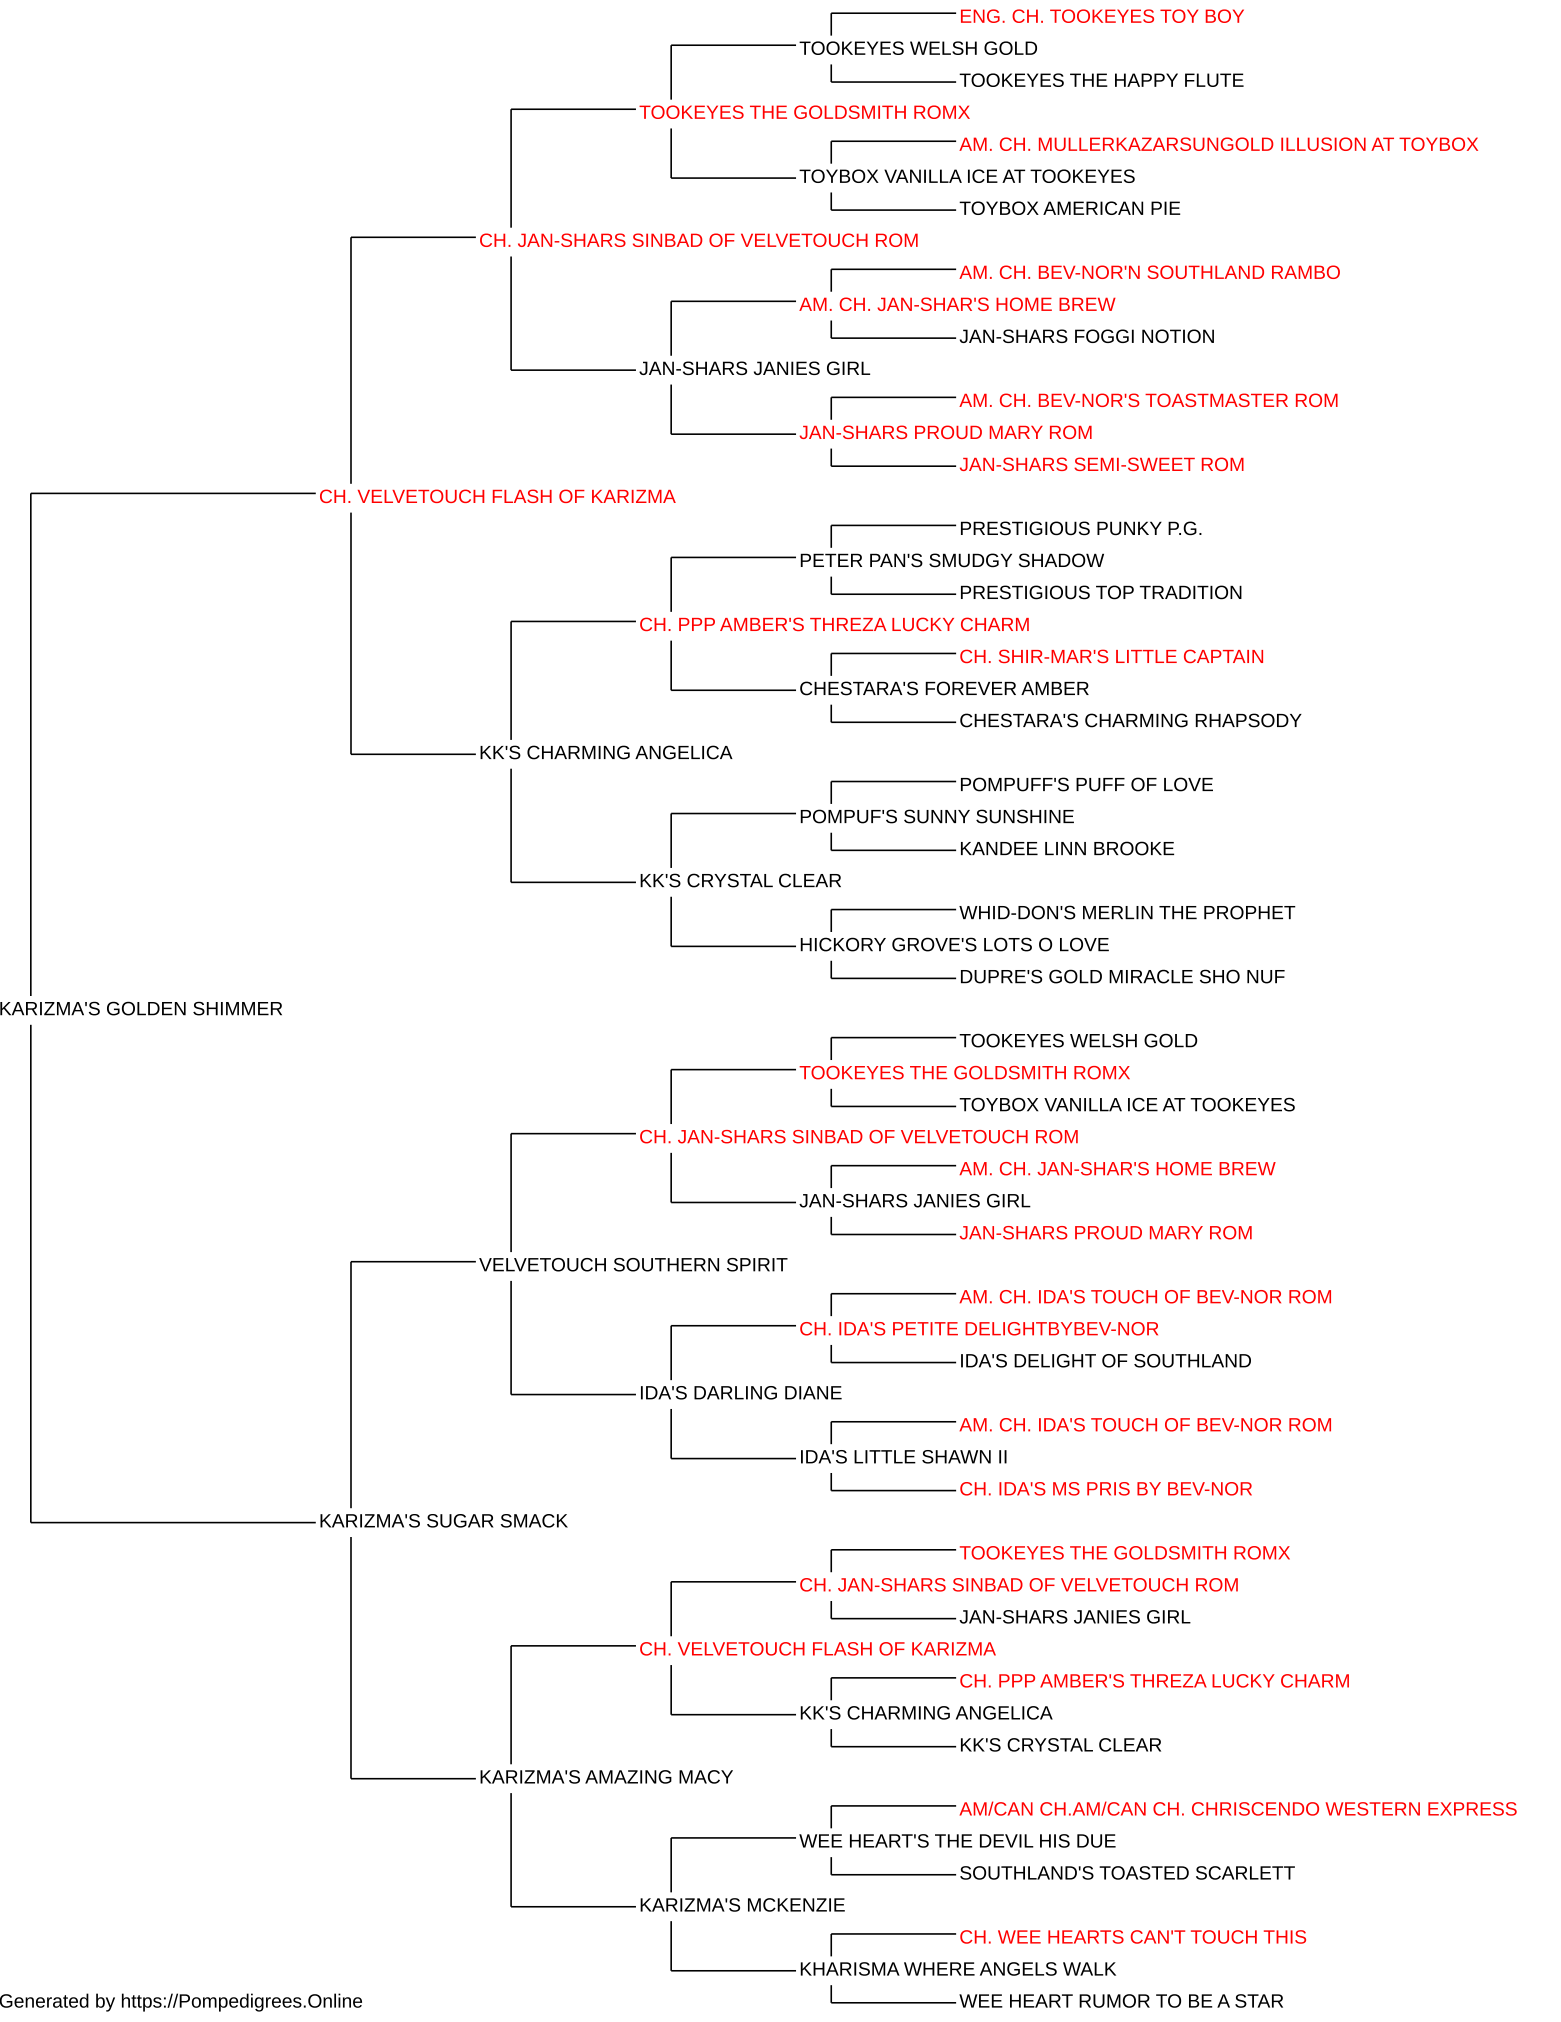 ENG. CH. TOOKEYES TOY BOY
TOOKEYES WELSH GOLD
TOOKEYES THE HAPPY FLUTE
TOOKEYES THE GOLDSMITH ROMX
AM. CH. MULLERKAZARSUNGOLD ILLUSION AT TOYBOX
TOYBOX VANILLA ICE AT TOOKEYES
TOYBOX AMERICAN PIE
CH. JAN-SHARS SINBAD OF VELVETOUCH ROM
AM. CH. BEV-NOR'N SOUTHLAND RAMBO
AM. CH. JAN-SHAR'S HOME BREW
JAN-SHARS FOGGI NOTION
JAN-SHARS JANIES GIRL
AM. CH. BEV-NOR'S TOASTMASTER ROM
JAN-SHARS PROUD MARY ROM
JAN-SHARS SEMI-SWEET ROM
CH. VELVETOUCH FLASH OF KARIZMA
PRESTIGIOUS PUNKY P.G.
PETER PAN'S SMUDGY SHADOW
PRESTIGIOUS TOP TRADITION
CH. PPP AMBER'S THREZA LUCKY CHARM
CH. SHIR-MAR'S LITTLE CAPTAIN
CHESTARA'S FOREVER AMBER
CHESTARA'S CHARMING RHAPSODY
KK'S CHARMING ANGELICA
POMPUFF'S PUFF OF LOVE
POMPUF'S SUNNY SUNSHINE
KANDEE LINN BROOKE
KK'S CRYSTAL CLEAR
WHID-DON'S MERLIN THE PROPHET
HICKORY GROVE'S LOTS O LOVE
DUPRE'S GOLD MIRACLE SHO NUF
KARIZMA'S GOLDEN SHIMMER
TOOKEYES WELSH GOLD
TOOKEYES THE GOLDSMITH ROMX
TOYBOX VANILLA ICE AT TOOKEYES
CH. JAN-SHARS SINBAD OF VELVETOUCH ROM
AM. CH. JAN-SHAR'S HOME BREW
JAN-SHARS JANIES GIRL
JAN-SHARS PROUD MARY ROM
VELVETOUCH SOUTHERN SPIRIT
AM. CH. IDA'S TOUCH OF BEV-NOR ROM
CH. IDA'S PETITE DELIGHTBYBEV-NOR
IDA'S DELIGHT OF SOUTHLAND
IDA'S DARLING DIANE
AM. CH. IDA'S TOUCH OF BEV-NOR ROM
IDA'S LITTLE SHAWN II
CH. IDA'S MS PRIS BY BEV-NOR
KARIZMA'S SUGAR SMACK
TOOKEYES THE GOLDSMITH ROMX
CH. JAN-SHARS SINBAD OF VELVETOUCH ROM
JAN-SHARS JANIES GIRL
CH. VELVETOUCH FLASH OF KARIZMA
CH. PPP AMBER'S THREZA LUCKY CHARM
KK'S CHARMING ANGELICA
KK'S CRYSTAL CLEAR
KARIZMA'S AMAZING MACY
AM/CAN CH.AM/CAN CH. CHRISCENDO WESTERN EXPRESS
WEE HEART'S THE DEVIL HIS DUE
SOUTHLAND'S TOASTED SCARLETT
KARIZMA'S MCKENZIE
CH. WEE HEARTS CAN'T TOUCH THIS
KHARISMA WHERE ANGELS WALK
WEE HEART RUMOR TO BE A STAR
Generated by https://Pompedigrees.Online